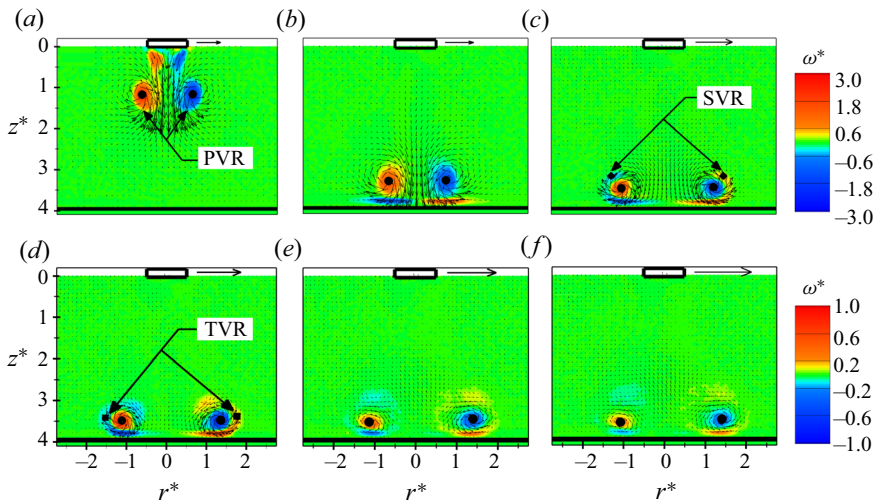 (a)
(b)
(c)
ω*
0
1
2
3
4
z*
PVR
SVR
3.0
1.8
0.6
–0.6
–1.8
–3.0
(d)
(e)
(f)
ω*
0
1
2
3
4
z*
TVR
1.0
0.6
0.2
–0.2
–0.6
–1.0
–2 –1 0 1 2
–2 –1 0 1 2
–2 –1 0 1 2
r*
r*
r*